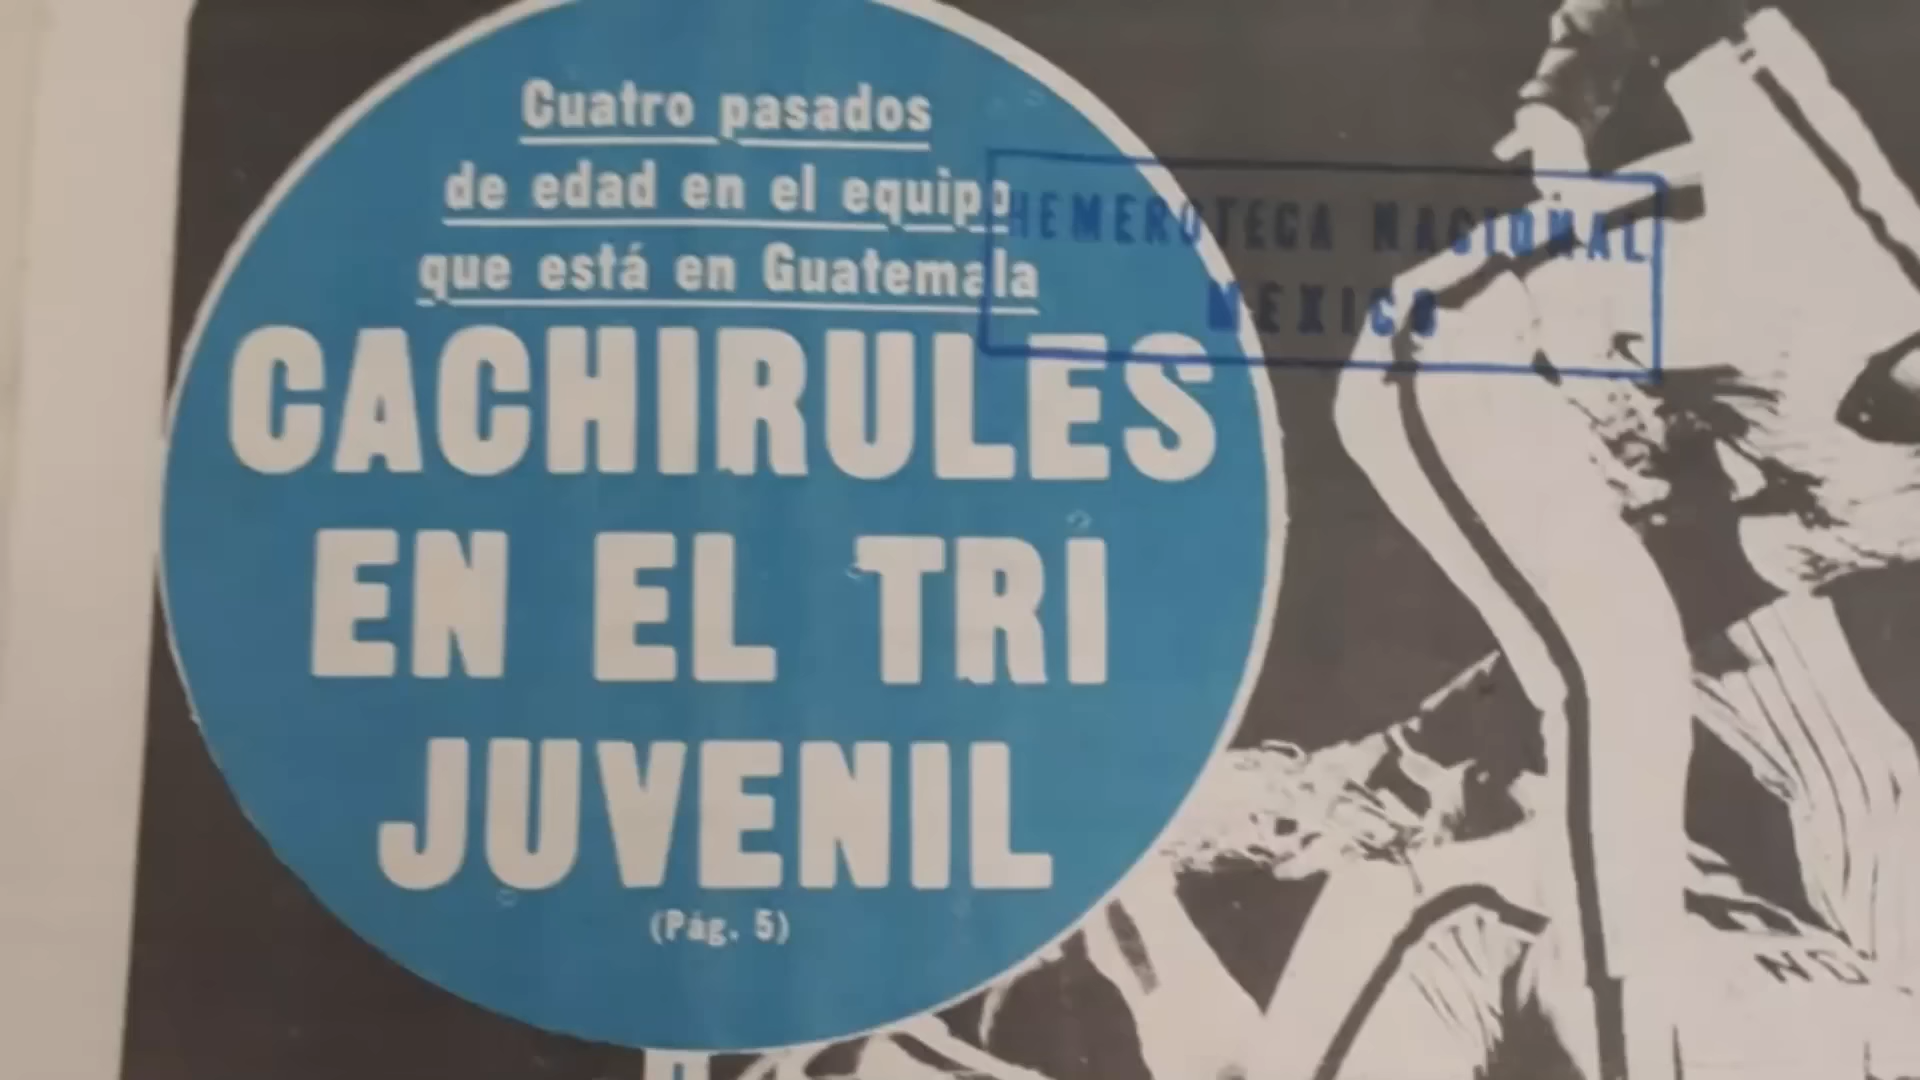 Cuatro pasados
de edad en el equipo
que está en Guatemala
CACHIRULES
EN EL TRI
JUVENIL
(Pág. 5)
HEMEROTECA NACIONAL
MEXICO